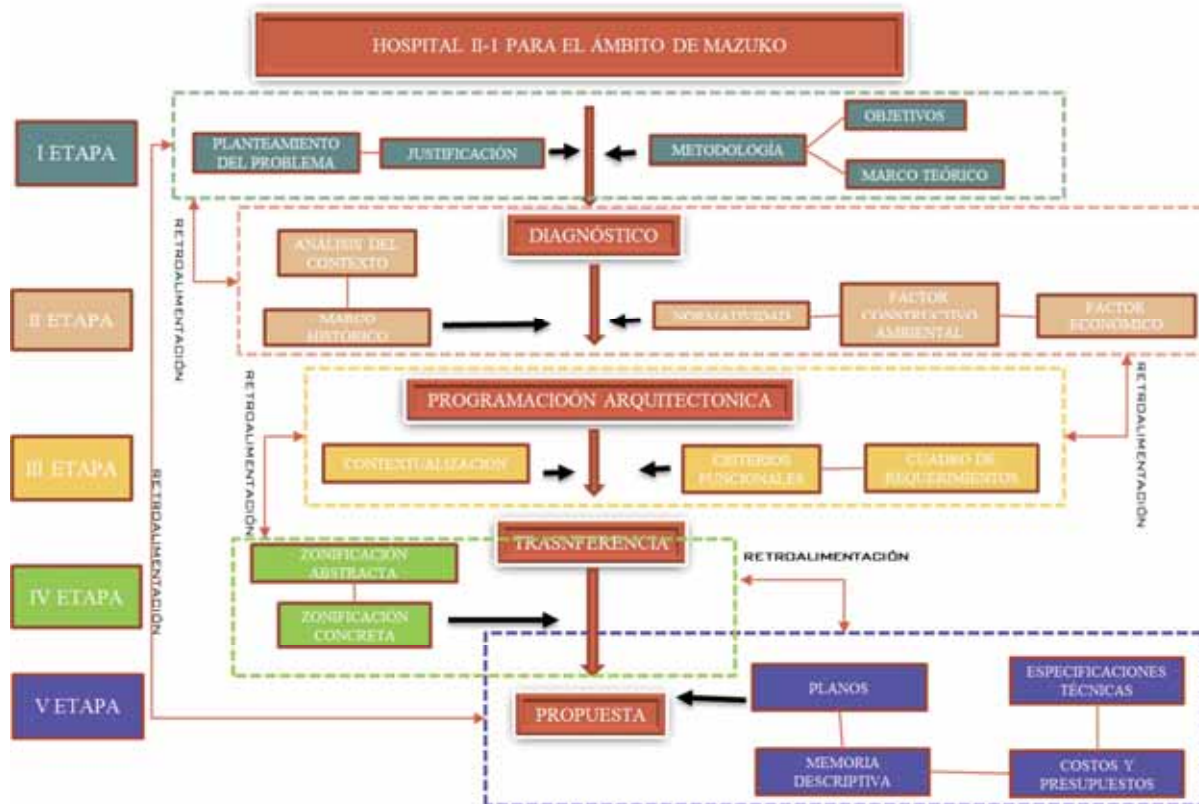 HOSPITAL II-1 PARA EL ÁMBITO DE MAZUKO
I ETAPA
PLANTEAMIENTO
DEL PROBLEMA
JUSTIFICACIÓN
METODOLOGÍA
OBJETIVOS
MARCO TEÓRICO
RETROALIMENTACIÓN
DIAGNÓSTICO
II ETAPA
ANÁLISIS DEL
CONTEXTO
MARCO
HISTÓRICO
NORMATIVIDAD
FACTOR
CONSTRUCTIVO
AMBIENTAL
FACTOR
ECONÓMICO
RETROALIMENTACIÓN
RETROALIMENTACIÓN
PROGRAMACIOÓN ARQUITECTONICA
III ETAPA
CONTEXTUALIZACIÓN
CRITERIOS
FUNCIONALES
CUADRO DE
REQUERIMIENTOS
RETROALIMENTACIÓN
TRASNFERENCIA
IV ETAPA
ZONIFICACIÓN
ABSTRACTA
ZONIFICACIÓN
CONCRETA
RETROALIMENTACIÓN
V ETAPA
PROPUESTA
PLANOS
ESPECIFICACIONES
TÉCNICAS
MEMORIA
DESCRIPTIVA
COSTOS Y
PRESUPUESTOS